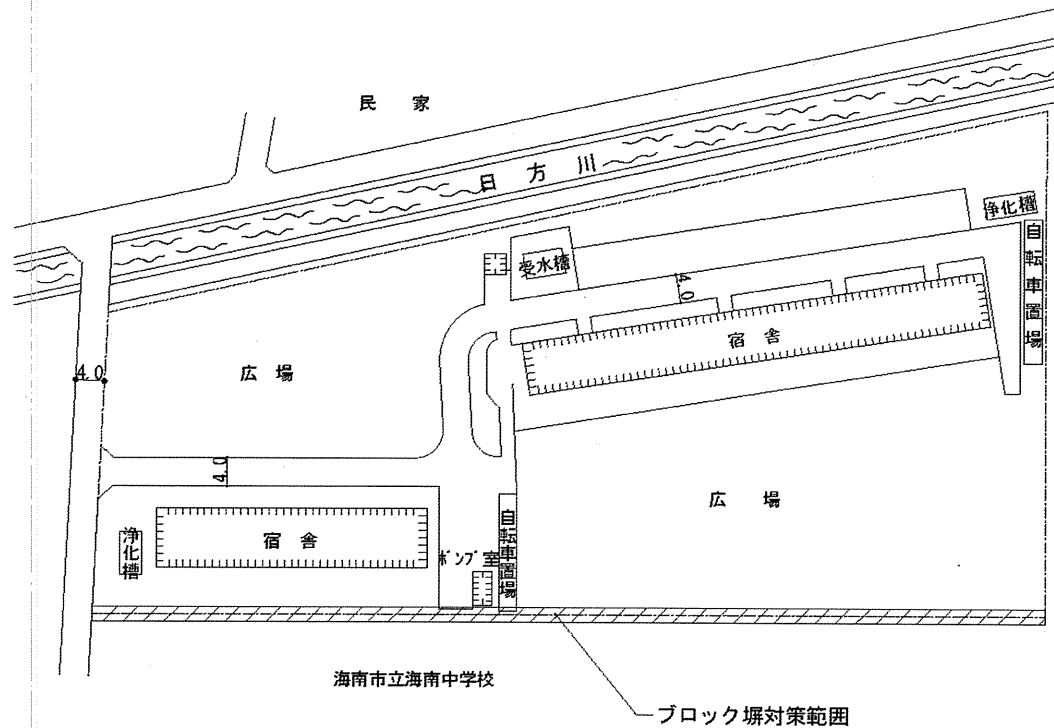 民 家
日 方 川
浄化槽
自転車置場
受水槽
4.0
宿 舎
4.0
広 場
4.0
広 場
浄化槽
宿 舎
ポンプ室
自転車置場
海南市立海南中学校
ブロック塀対策範囲